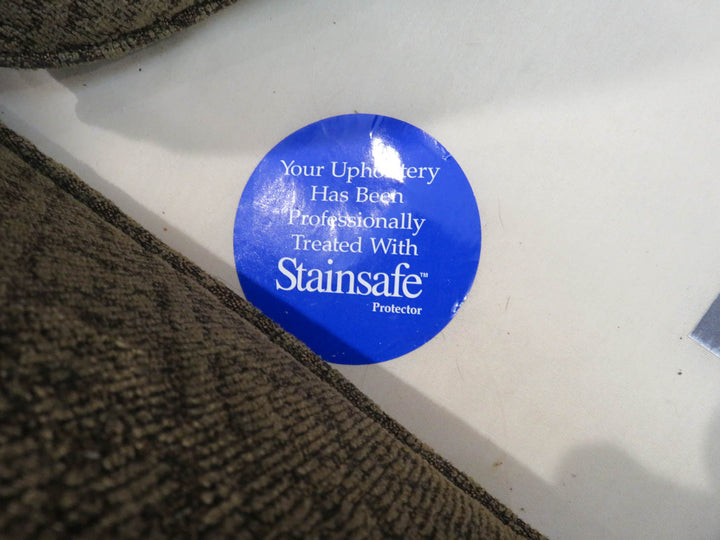 Your Upholstery
Has Been
Professionally
Treated With
Stainsafe™
Protector